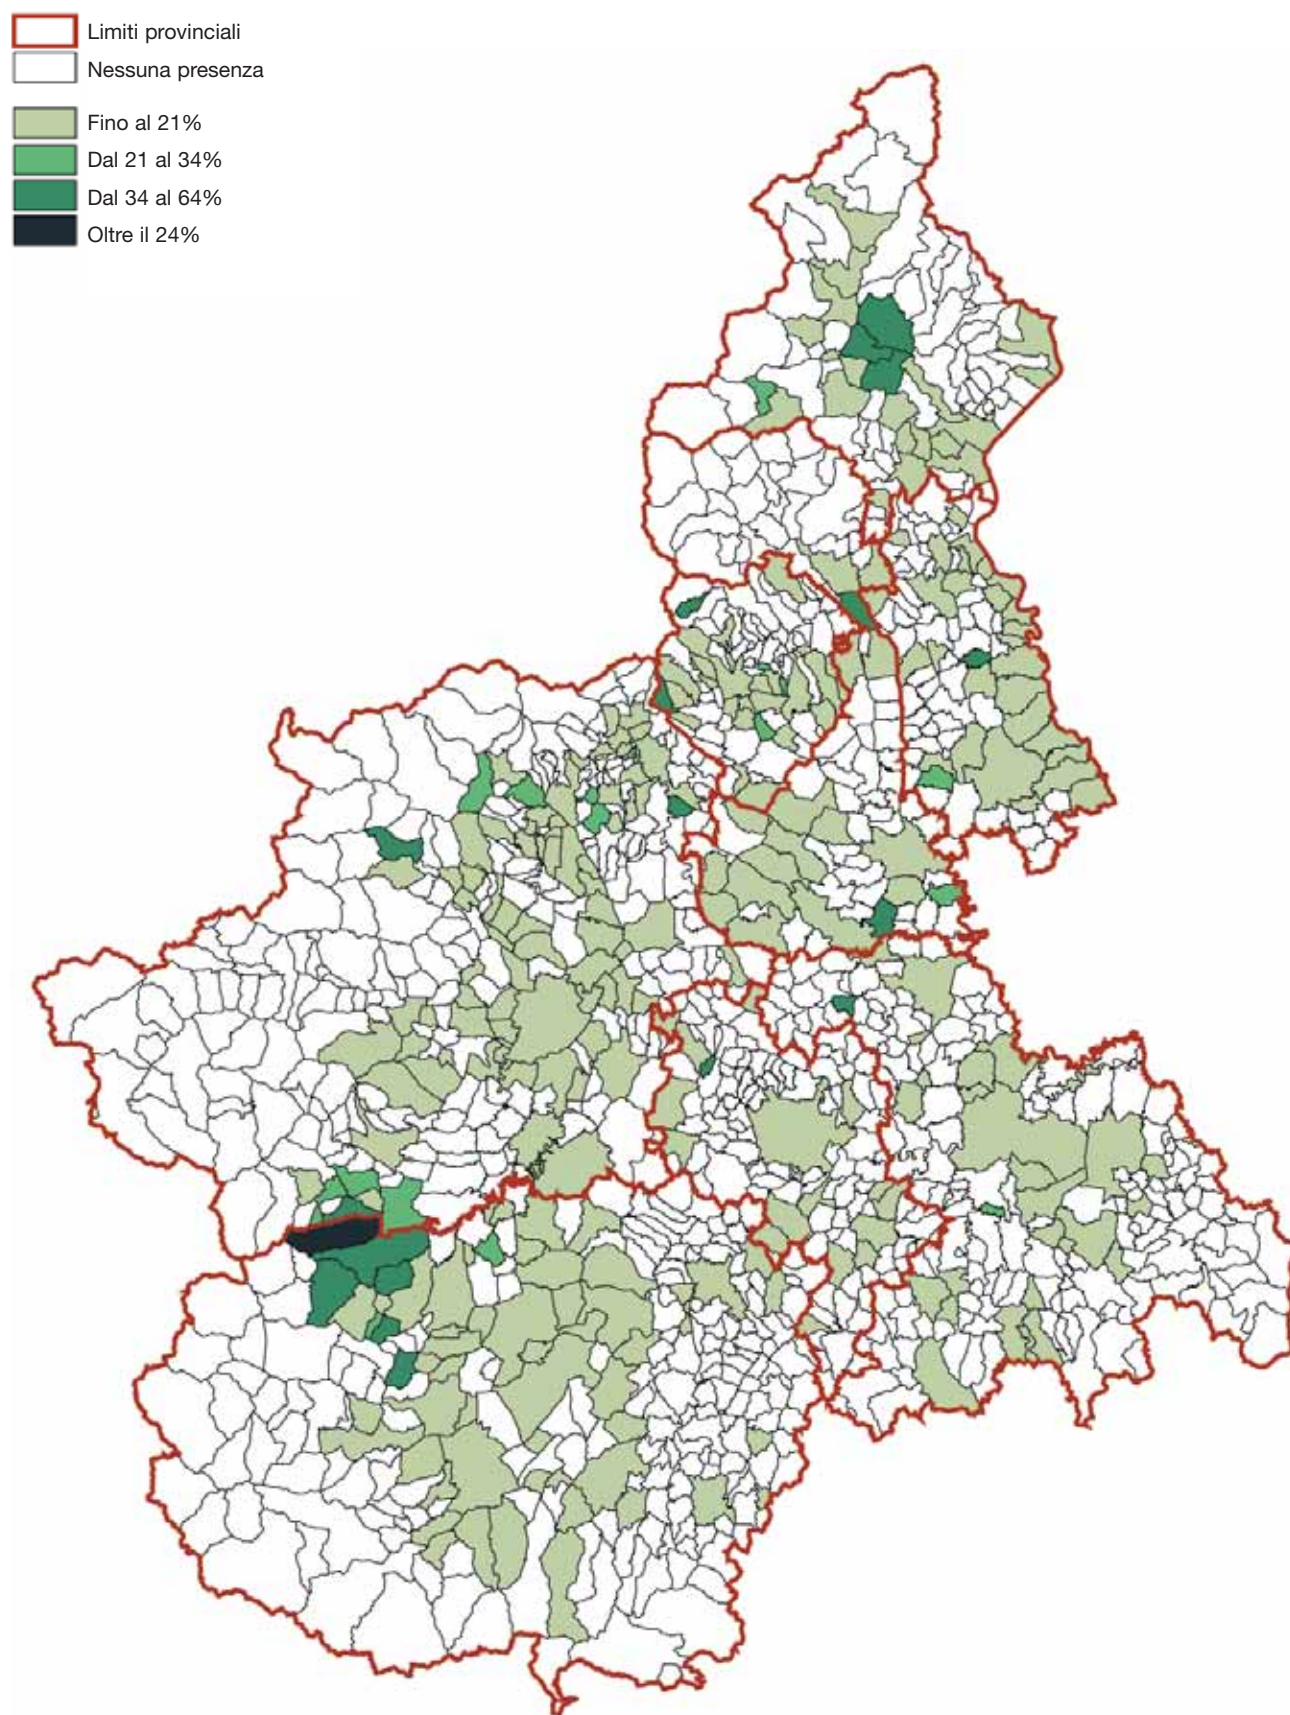 Limiti provinciali
Nessuna presenza
Fino al 21%
Dal 21 al 34%
Dal 34 al 64%
Oltre il 24%